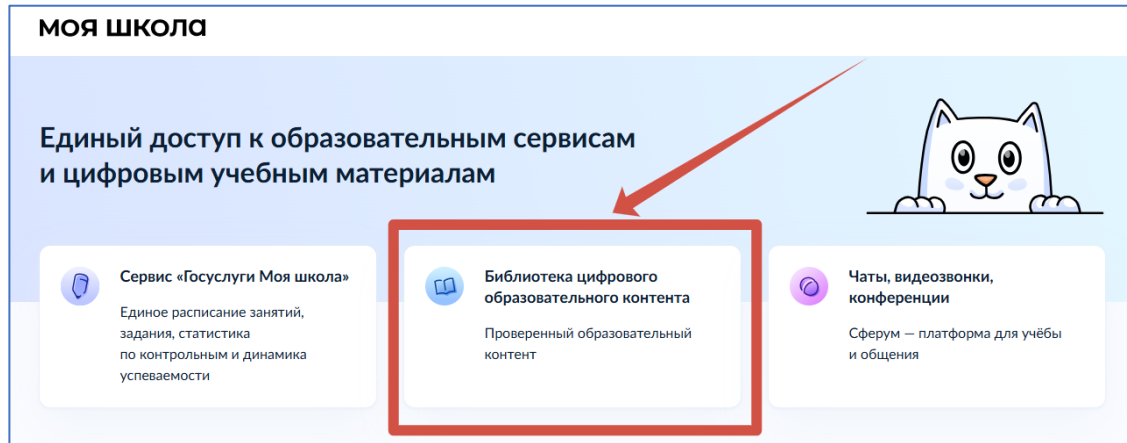 моя школа
Единый доступ к образовательным сервисам
и цифровым учебным материалам
Сервис «Госуслуги Моя школа»
Единое расписание занятий,
задания, статистика
по контрольным и динамика
успеваемости
Библиотека цифрового
образовательного контента
Проверенный образовательный
контент
Чаты, видеозвонки,
конференции
Сферум — платформа для учёбы
и общения